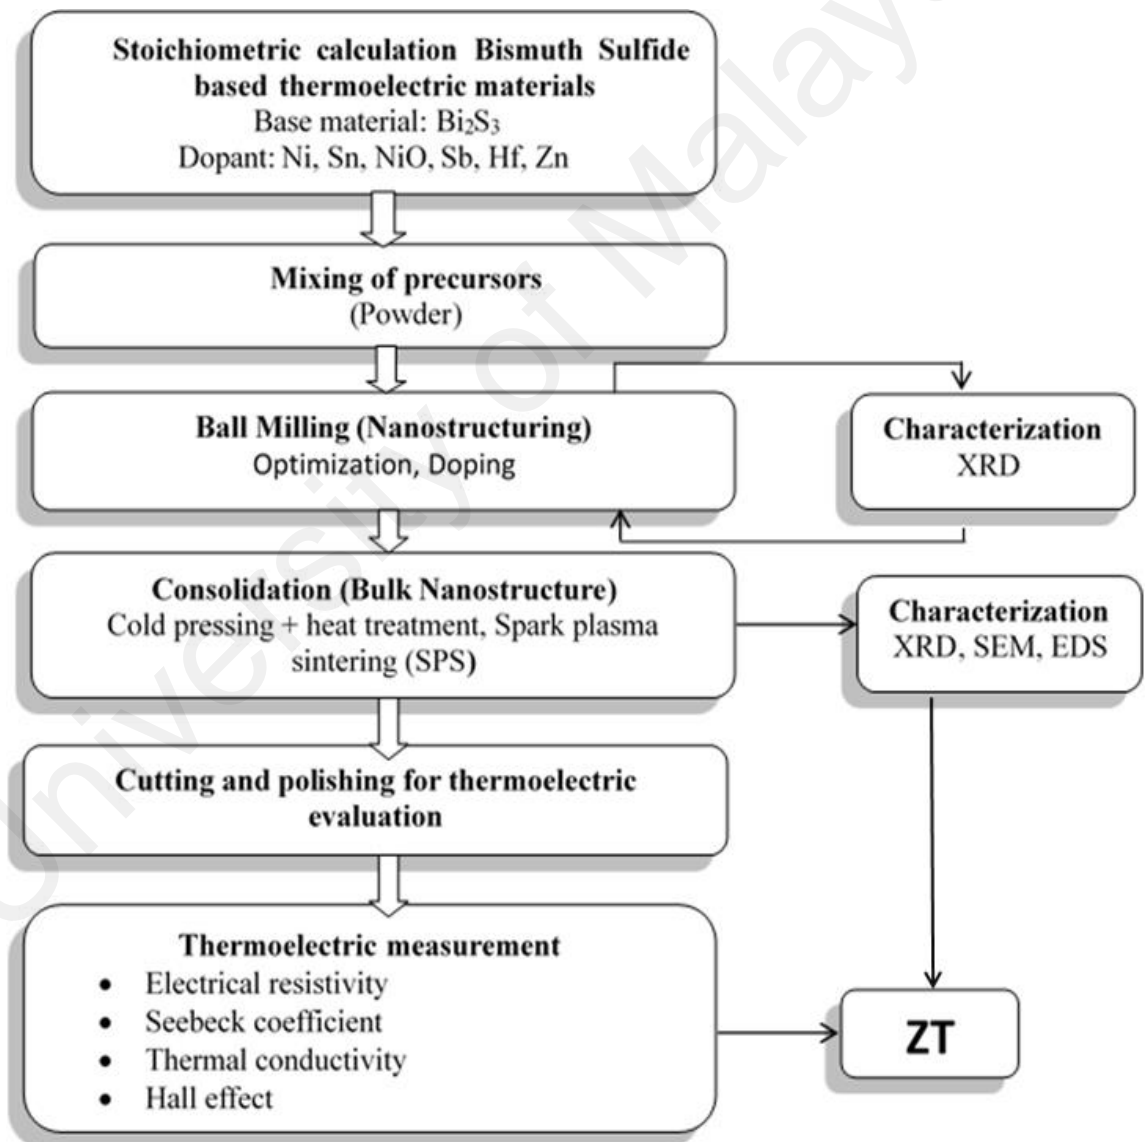 Stoichiometric calculation Bismuth Sulfide
based thermoelectric materials
Base material: Bi₂S₃
Dopant: Ni, Sn, NiO, Sb, Hf, Zn
Mixing of precursors
(Powder)
Ball Milling (Nanostructuring)
Optimization, Doping
Characterization
XRD
Consolidation (Bulk Nanostructure)
Cold pressing + heat treatment, Spark plasma
sintering (SPS)
Characterization
XRD, SEM, EDS
Cutting and polishing for thermoelectric
evaluation
Thermoelectric measurement
• Electrical resistivity
• Seebeck coefficient
• Thermal conductivity
• Hall effect
ZT
University of Malay